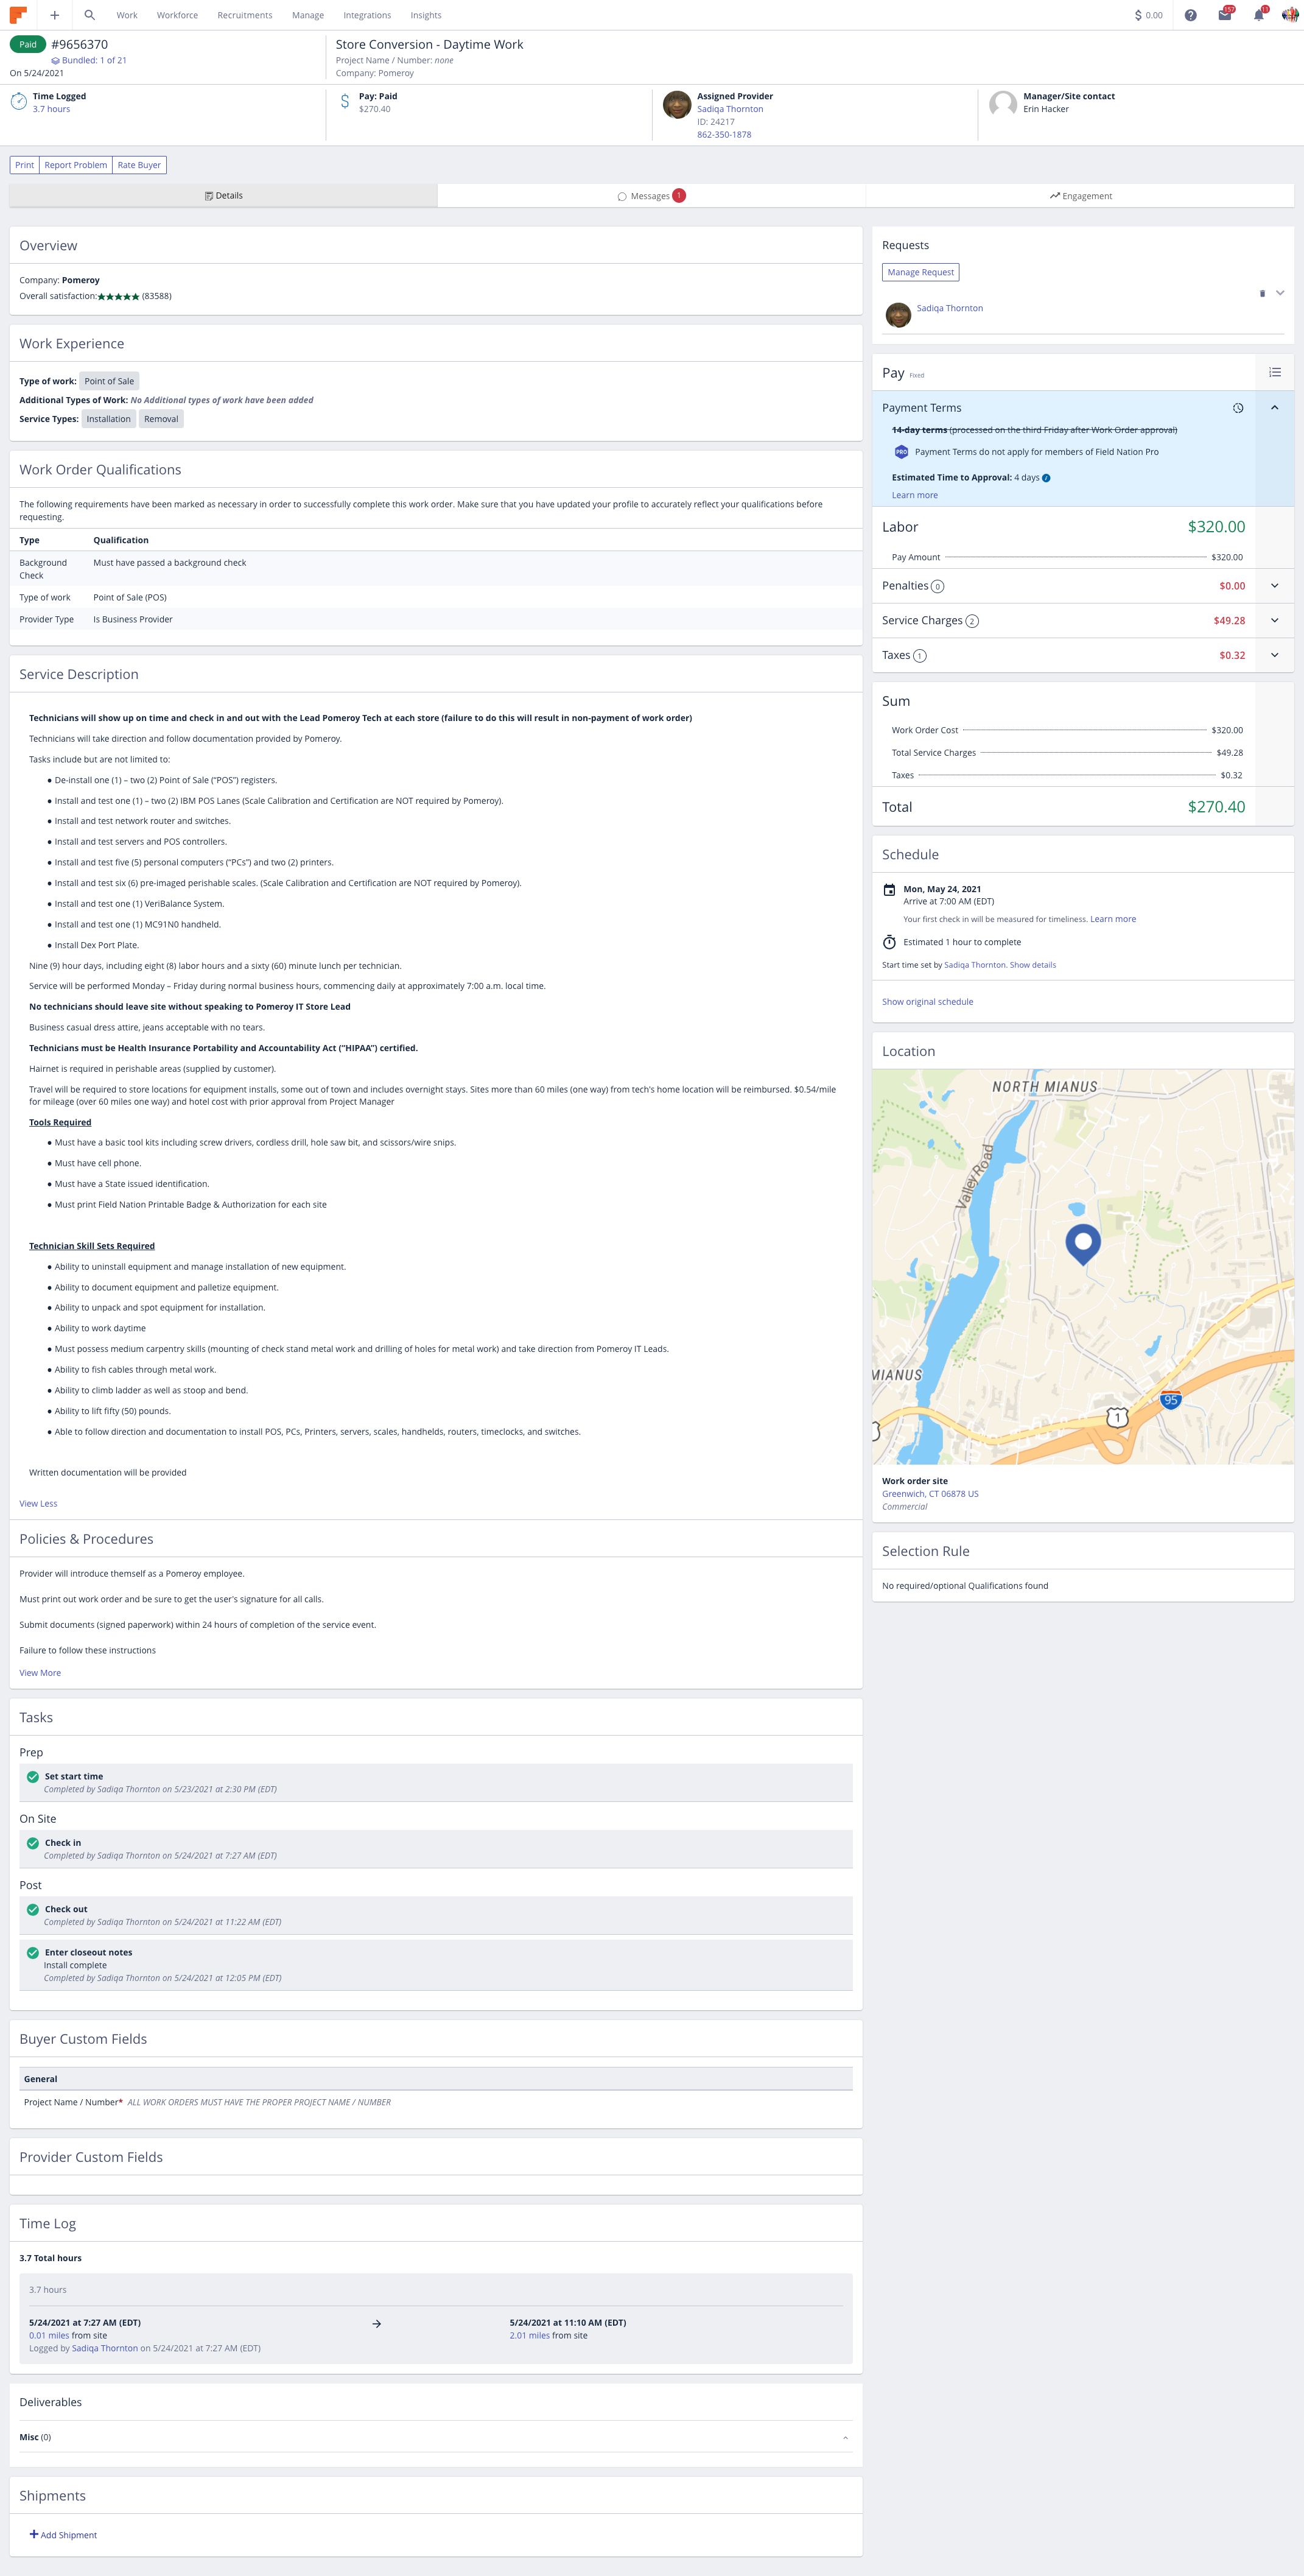 Work Workforce Recruitments Manage Integrations Insights
$ 0.00
157
11
Paid #9656370
Bundled: 1 of 21
On 5/24/2021
Store Conversion - Daytime Work
Project Name / Number: none
Company: Pomeroy
Time Logged
3.7 hours
Pay: Paid
$270.40
Assigned Provider
Sadiqa Thornton
ID: 24217
862-350-1878
Manager/Site contact
Erin Hacker
Print Report Problem Rate Buyer
Details Messages 1 Engagement
Overview
Company: Pomeroy
Overall satisfaction:★★★★★ (83588)
Work Experience
Type of work: Point of Sale
Additional Types of Work: No Additional types of work have been added
Service Types: Installation Removal
Work Order Qualifications
The following requirements have been marked as necessary in order to successfully complete this work order. Make sure that you have updated your profile to accurately reflect your qualifications before
requesting.
Type Qualification
Background Must have passed a background check
Check
Type of work Point of Sale (POS)
Provider Type Is Business Provider
Service Description
Technicians will show up on time and check in and out with the Lead Pomeroy Tech at each store (failure to do this will result in non-payment of work order)
Technicians will take direction and follow documentation provided by Pomeroy.
Tasks include but are not limited to:
● De-install one (1) – two (2) Point of Sale (“POS”) registers.
● Install and test one (1) – two (2) IBM POS Lanes (Scale Calibration and Certification are NOT required by Pomeroy).
● Install and test network router and switches.
● Install and test servers and POS controllers.
● Install and test five (5) personal computers (“PCs”) and two (2) printers.
● Install and test six (6) pre-imaged perishable scales. (Scale Calibration and Certification are NOT required by Pomeroy).
● Install and test one (1) VeriBalance System.
● Install and test one (1) MC91N0 handheld.
● Install Dex Port Plate.
Nine (9) hour days, including eight (8) labor hours and a sixty (60) minute lunch per technician.
Service will be performed Monday – Friday during normal business hours, commencing daily at approximately 7:00 a.m. local time.
No technicians should leave site without speaking to Pomeroy IT Store Lead
Business casual dress attire, jeans acceptable with no tears.
Technicians must be Health Insurance Portability and Accountability Act (“HIPAA”) certified.
Hairnet is required in perishable areas (supplied by customer).
Travel will be required to store locations for equipment installs, some out of town and includes overnight stays. Sites more than 60 miles (one way) from tech's home location will be reimbursed. $0.54/mile
for mileage (over 60 miles one way) and hotel cost with prior approval from Project Manager
Tools Required
● Must have a basic tool kits including screw drivers, cordless drill, hole saw bit, and scissors/wire snips.
● Must have cell phone.
● Must have a State issued identification.
● Must print Field Nation Printable Badge & Authorization for each site
Technician Skill Sets Required
● Ability to uninstall equipment and manage installation of new equipment.
● Ability to document equipment and palletize equipment.
● Ability to unpack and spot equipment for installation.
● Ability to work daytime
● Must possess medium carpentry skills (mounting of check stand metal work and drilling of holes for metal work) and take direction from Pomeroy IT Leads.
● Ability to fish cables through metal work.
● Ability to climb ladder as well as stoop and bend.
● Ability to lift fifty (50) pounds.
● Able to follow direction and documentation to install POS, PCs, Printers, servers, scales, handhelds, routers, timeclocks, and switches.
Written documentation will be provided
View Less
Policies & Procedures
Provider will introduce themself as a Pomeroy employee.
Must print out work order and be sure to get the user's signature for all calls.
Submit documents (signed paperwork) within 24 hours of completion of the service event.
Failure to follow these instructions
View More
Tasks
Prep
Set start time
Completed by Sadiqa Thornton on 5/23/2021 at 2:30 PM (EDT)
On Site
Check in
Completed by Sadiqa Thornton on 5/24/2021 at 7:27 AM (EDT)
Post
Check out
Completed by Sadiqa Thornton on 5/24/2021 at 11:22 AM (EDT)
Enter closeout notes
Install complete
Completed by Sadiqa Thornton on 5/24/2021 at 12:05 PM (EDT)
Buyer Custom Fields
General
Project Name / Number* ALL WORK ORDERS MUST HAVE THE PROPER PROJECT NAME / NUMBER
Provider Custom Fields
Time Log
3.7 Total hours
3.7 hours
5/24/2021 at 7:27 AM (EDT) → 5/24/2021 at 11:10 AM (EDT)
0.01 miles from site 2.01 miles from site
Logged by Sadiqa Thornton on 5/24/2021 at 7:27 AM (EDT)
Deliverables
Misc (0)
Shipments
+ Add Shipment
Requests
Manage Request
Sadiqa Thornton
Pay Fixed
Payment Terms
14-day terms (processed on the third Friday after Work Order approval)
PRO Payment Terms do not apply for members of Field Nation Pro
Estimated Time to Approval: 4 days
Learn more
Labor $320.00
Pay Amount $320.00
Penalties 0 $0.00
Service Charges 2 $49.28
Taxes 1 $0.32
Sum
Work Order Cost $320.00
Total Service Charges $49.28
Taxes $0.32
Total $270.40
Schedule
Mon, May 24, 2021
Arrive at 7:00 AM (EDT)
Your first check in will be measured for timeliness. Learn more
Estimated 1 hour to complete
Start time set by Sadiqa Thornton. Show details
Show original schedule
Location
NORTH MIANUS
Valley Road
MIANUS
95
1
Work order site
Greenwich, CT 06878 US
Commercial
Selection Rule
No required/optional Qualifications found